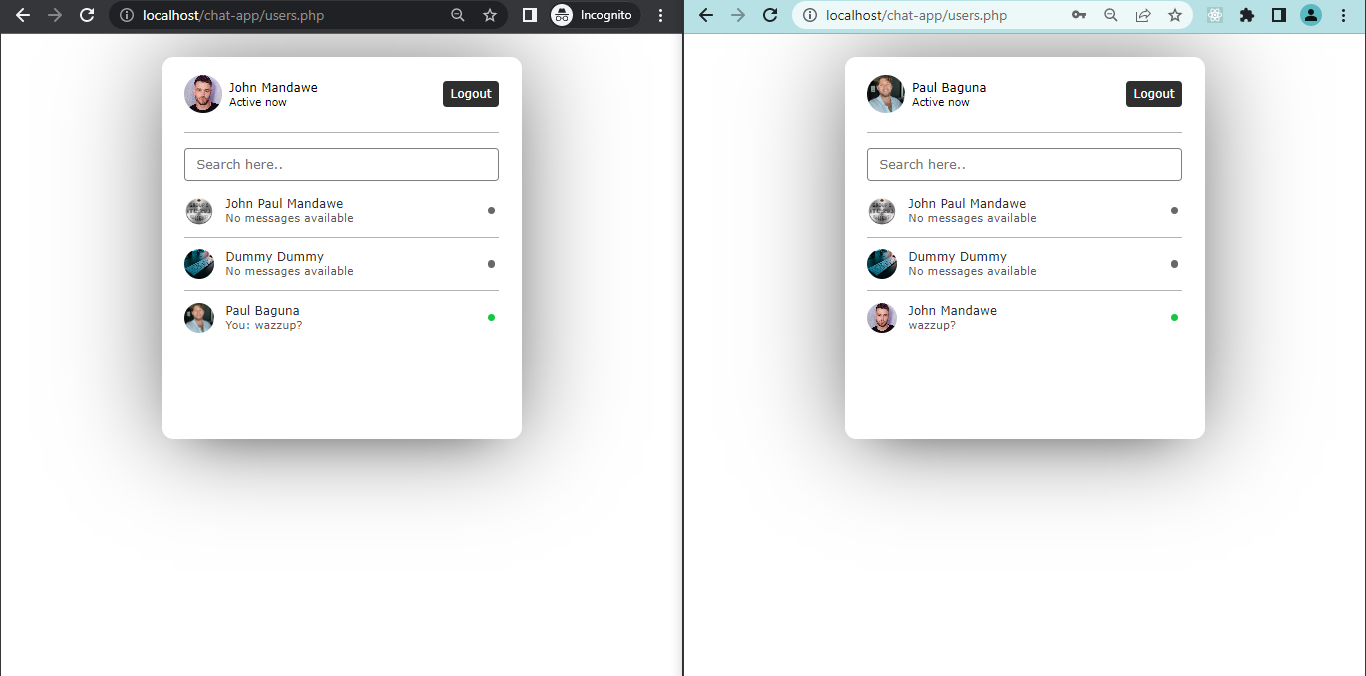 localhost/chat-app/users.php
Incognito
John Mandawe
Active now
Logout
Search here..
John Paul Mandawe
No messages available
Dummy Dummy
No messages available
Paul Baguna
You: wazzup?
localhost/chat-app/users.php
Paul Baguna
Active now
Logout
Search here..
John Paul Mandawe
No messages available
Dummy Dummy
No messages available
John Mandawe
wazzup?